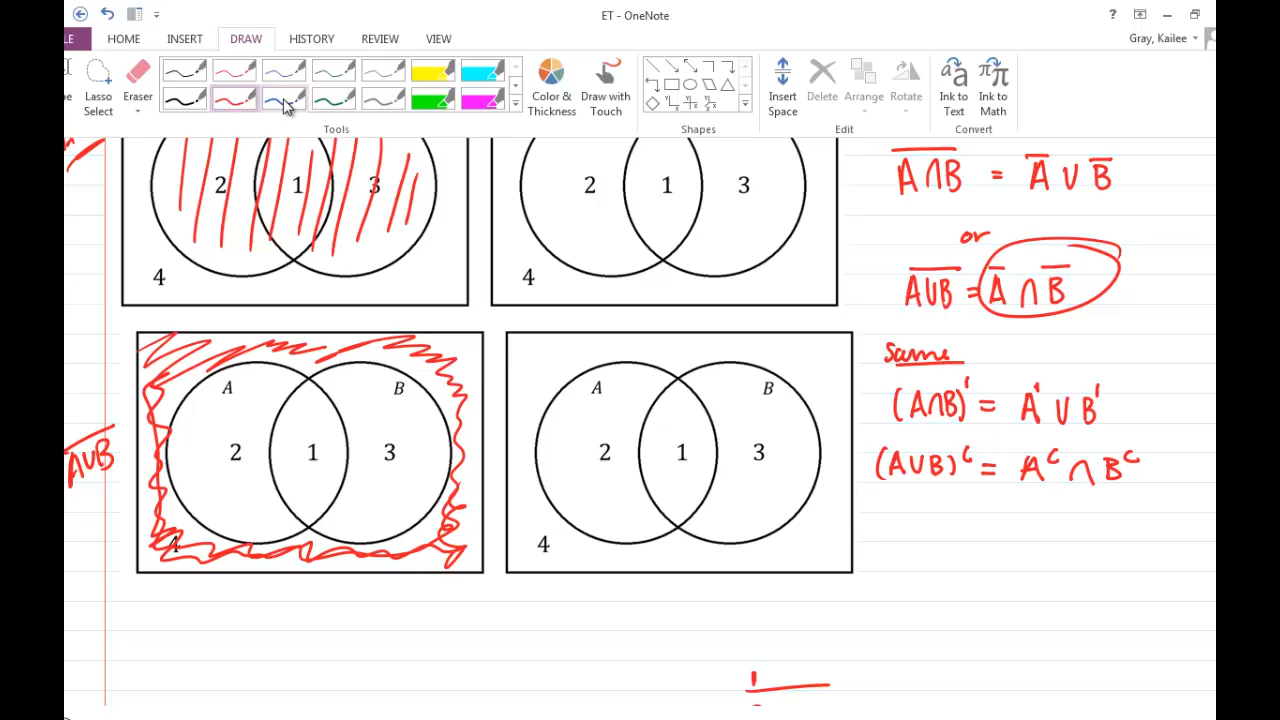 ET - OneNote
?
LE HOME INSERT DRAW HISTORY REVIEW VIEW
Gray, Kailee
Lasso Select
Eraser
Color & Thickness
Draw with Touch
Insert Space
Delete
Arrange
Rotate
Ink to Text
Ink to Math
Tools
Shapes
Edit
Convert
2 1 3
4
2 1 3
4
A̅∩̅B̅ = A̅ ∪ B̅
or
A̅∪̅B̅ = A̅ ∩ B̅
Same
(A∩B)' = A' ∪ B'
(A∪B)ᶜ = Aᶜ ∩ Bᶜ
A̅∪̅B̅
A B
2 1 3
4
A B
2 1 3
4